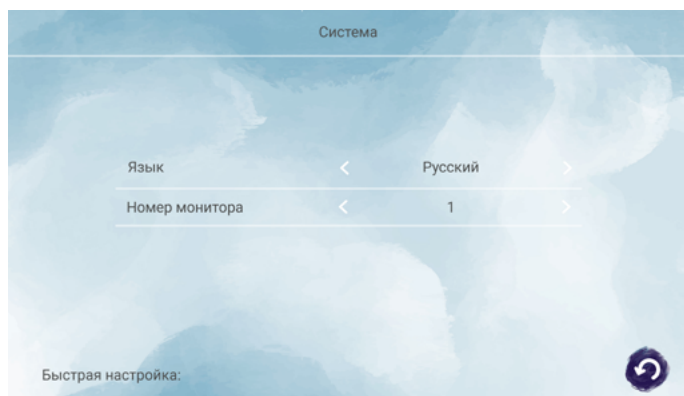 Система
Язык < Русский >
Номер монитора < 1 >
Быстрая настройка: